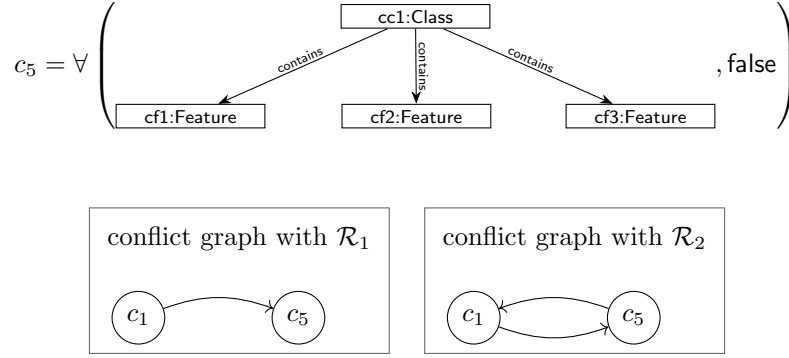 cc1:Class
contains contains contains
c₅ = ∀ ( , false )
cf1:Feature cf2:Feature cf3:Feature
conflict graph with ℛ₁ conflict graph with ℛ₂
c₁ c₅ c₁ c₅